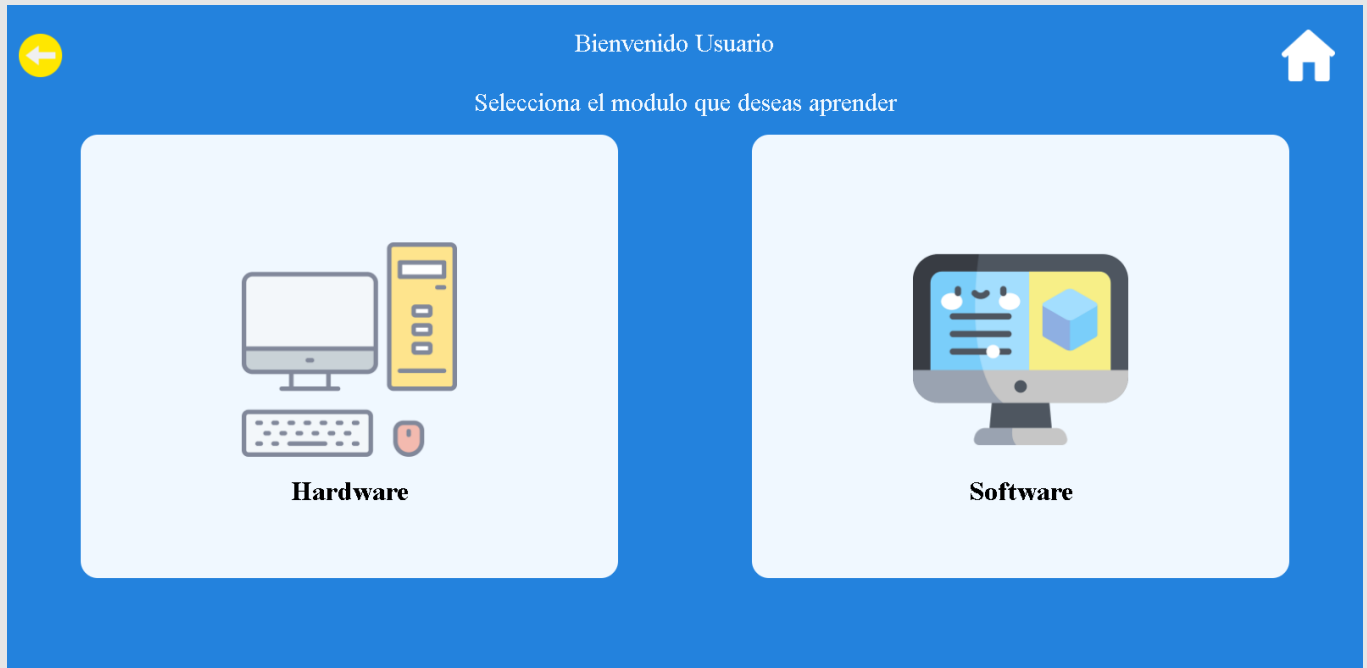 Bienvenido Usuario
Selecciona el modulo que deseas aprender
Hardware
Software